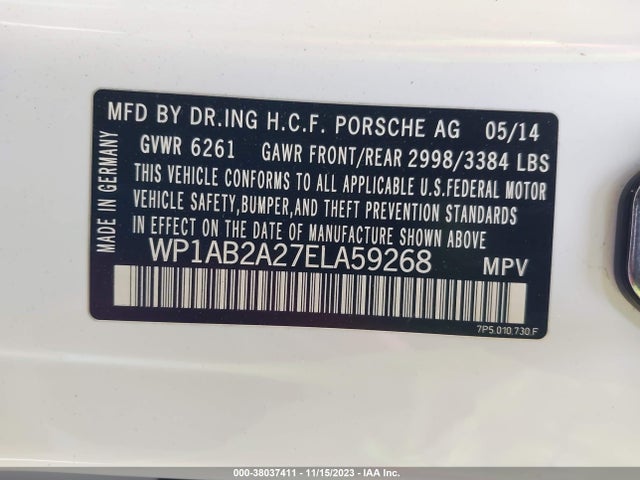 MFD BY DR.ING H.C.F. PORSCHE AG 05/14
GVWR 6261 GAWR FRONT/REAR 2998/3384 LBS
THIS VEHICLE CONFORMS TO ALL APPLICABLE U.S.FEDERAL MOTOR
VEHICLE SAFETY,BUMPER,AND THEFT PREVENTION STANDARDS
IN EFFECT ON THE DATE OF MANUFACTURE SHOWN ABOVE
MADE IN GERMANY
WP1AB2A27ELA59268 MPV
7P5.010.730.F
000-38037411 - 11/15/2023 - IAA Inc.